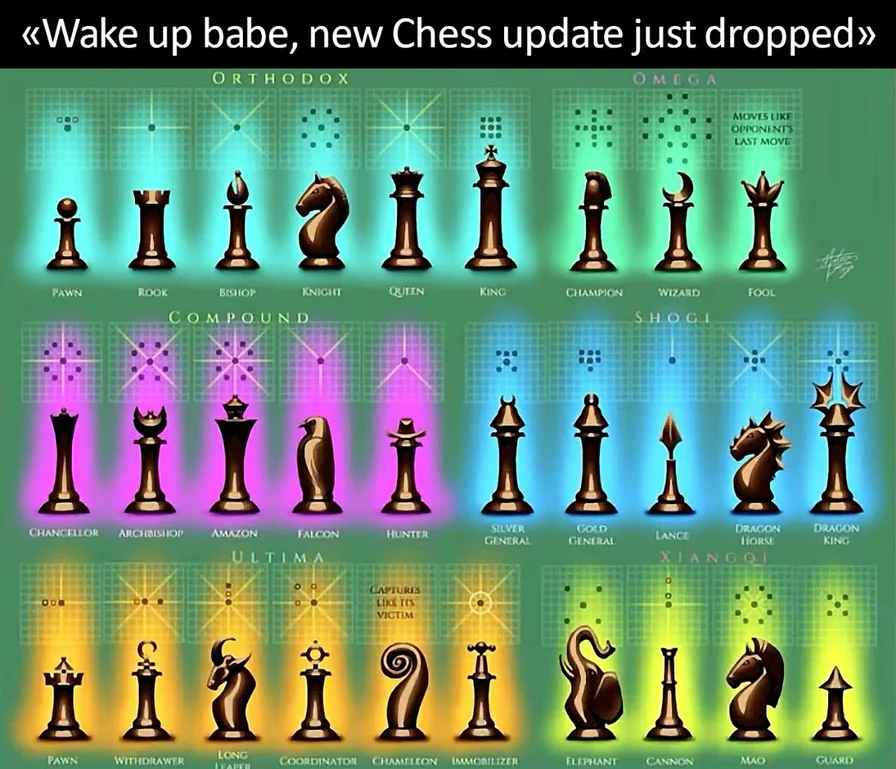 «Wake up babe, new Chess update just dropped»
ORTHODOX
OMEGA
MOVES LIKE
OPPONENT'S
LAST MOVE
PAWN
ROOK
BISHOP
KNIGHT
QUEEN
KING
CHAMPION
WIZARD
FOOL
COMPOUND
SHOGI
CHANCELLOR
ARCHBISHOP
AMAZON
FALCON
HUNTER
SILVER
GENERAL
GOLD
GENERAL
LANCE
DRAGON
HORSE
DRAGON
KING
ULTIMA
XIANGQI
CAPTURES
LIKE ITS
VICTIM
PAWN
WITHDRAWER
LONG
LEAPER
COORDINATOR
CHAMELEON
IMMOBILIZER
ELEPHANT
CANNON
MAO
GUARD